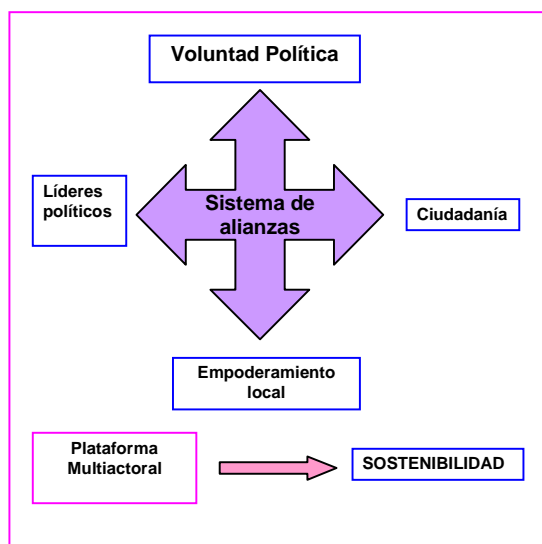 Voluntad Política
Líderes
políticos
Sistema de
alianzas
Ciudadanía
Empoderamiento
local
Plataforma
Multiactoral
SOSTENIBILIDAD